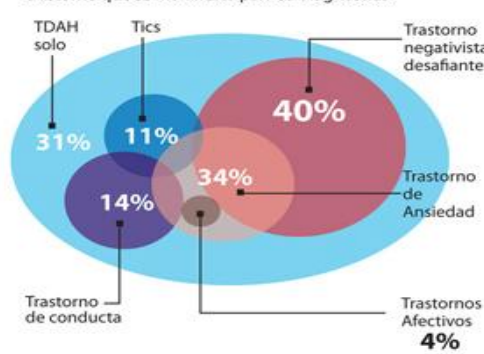 TDAH
solo
Tics
Trastorno
negativista
desafiante
31%
11%
40%
14%
34%
Trastorno
de
Ansiedad
Trastorno
de conducta
Trastornos
Afectivos
4%